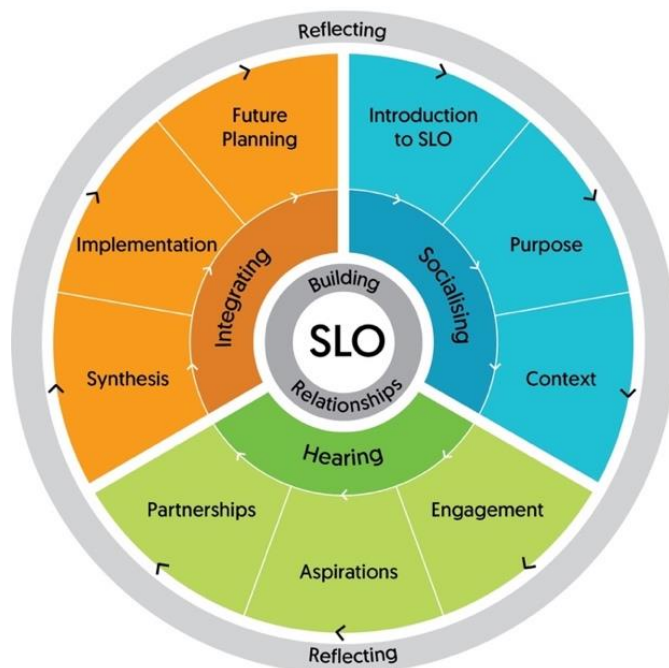 Reflecting
Future
Planning
Introduction
to SLO
Implementation
Purpose
Integrating
Socialising
Building
SLO
Relationships
Synthesis
Context
Hearing
Partnerships
Engagement
Aspirations
Reflecting